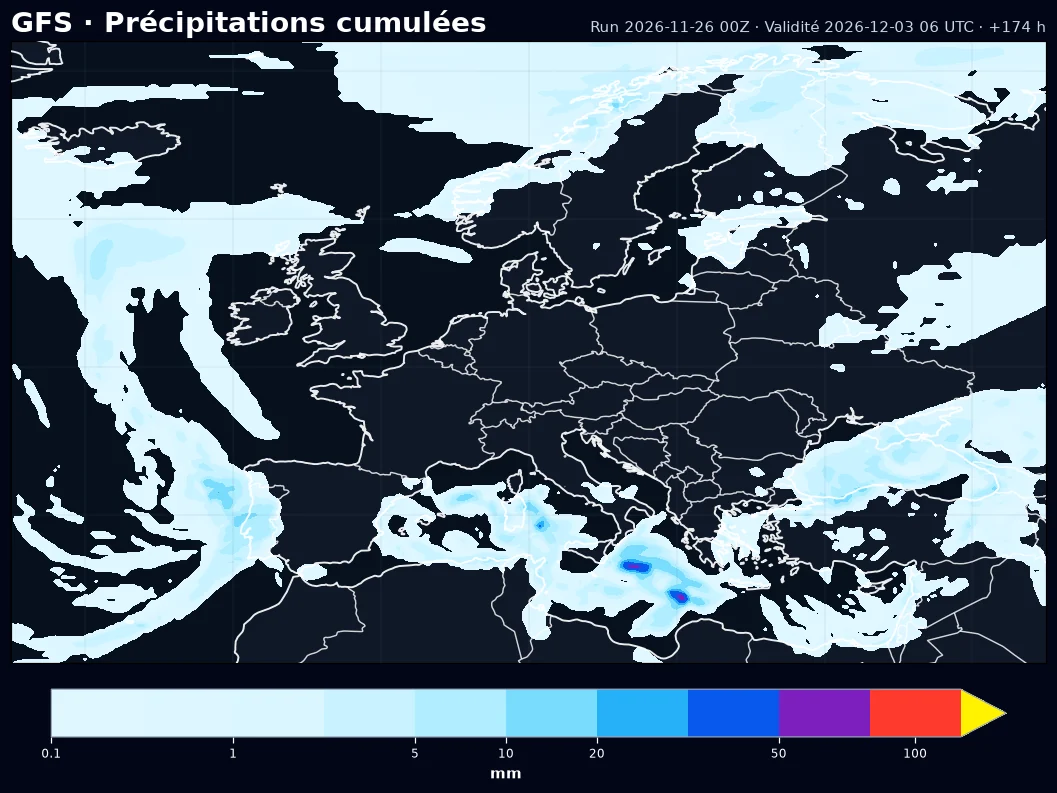 GFS · Précipitations cumulées
Run 2026-11-26 00Z · Validité 2026-12-03 06 UTC · +174 h
0.1 1 5 10 20 50 100
mm